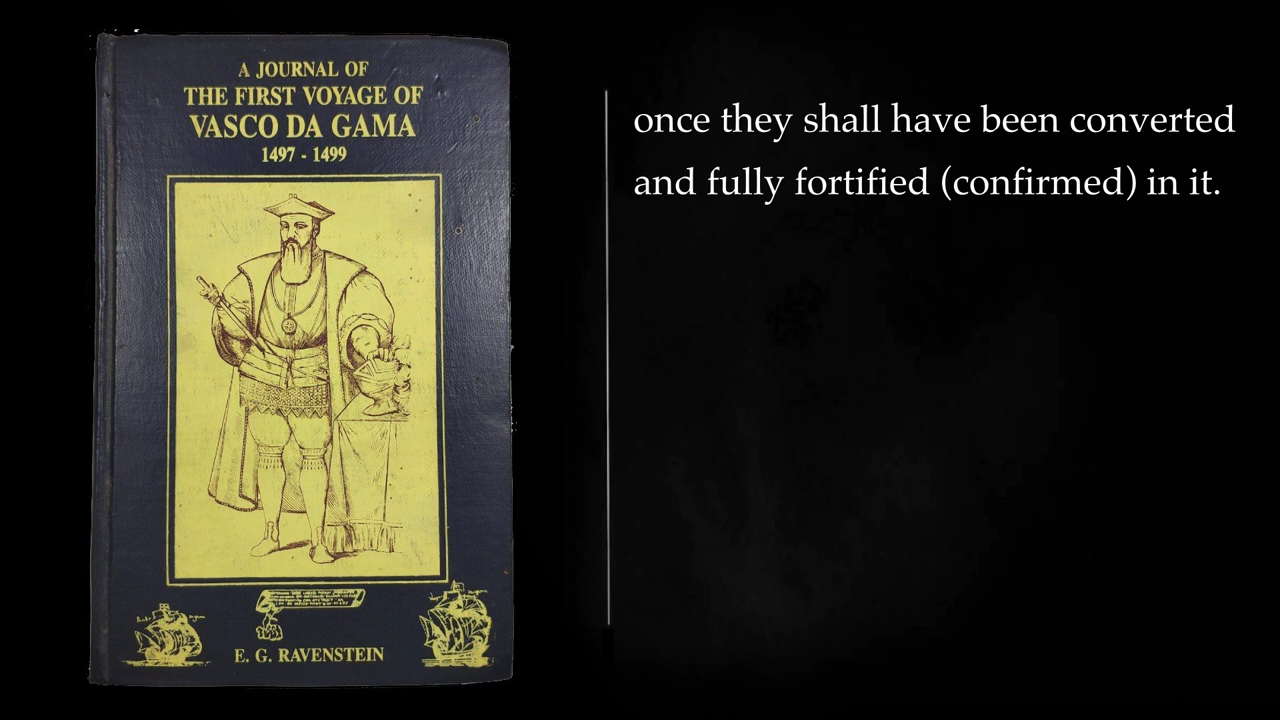 A JOURNAL OF
THE FIRST VOYAGE OF
VASCO DA GAMA
1497 - 1499
E. G. RAVENSTEIN
once they shall have been converted
and fully fortified (confirmed) in it.